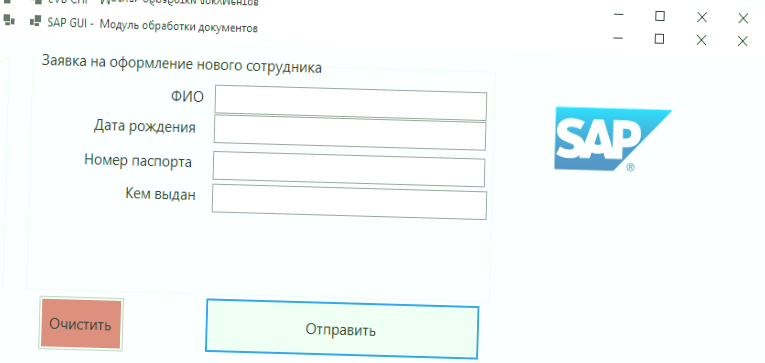 SAP GUI - Модуль обработки документов
Заявка на оформление нового сотрудника
ФИО
Дата рождения
Номер паспорта
Кем выдан
SAP
®
Очистить
Отправить